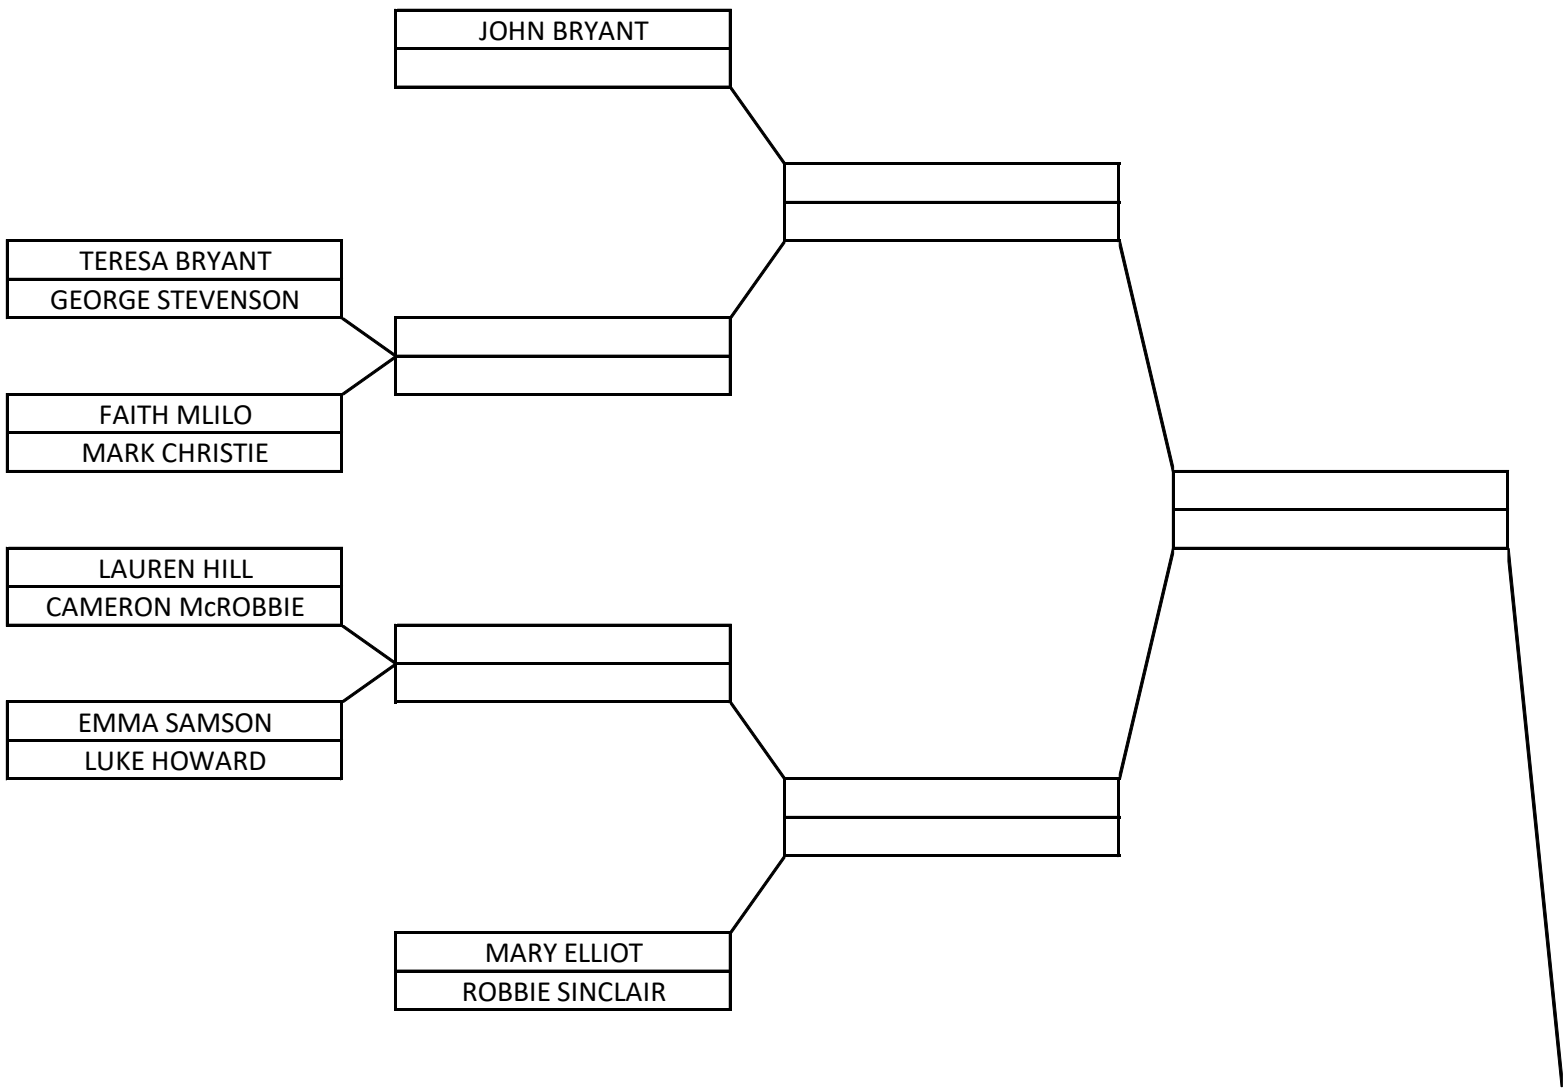 JOHN BRYANT
TERESA BRYANT
GEORGE STEVENSON
FAITH MLILO
MARK CHRISTIE
LAUREN HILL
CAMERON McROBBIE
EMMA SAMSON
LUKE HOWARD
MARY ELLIOT
ROBBIE SINCLAIR